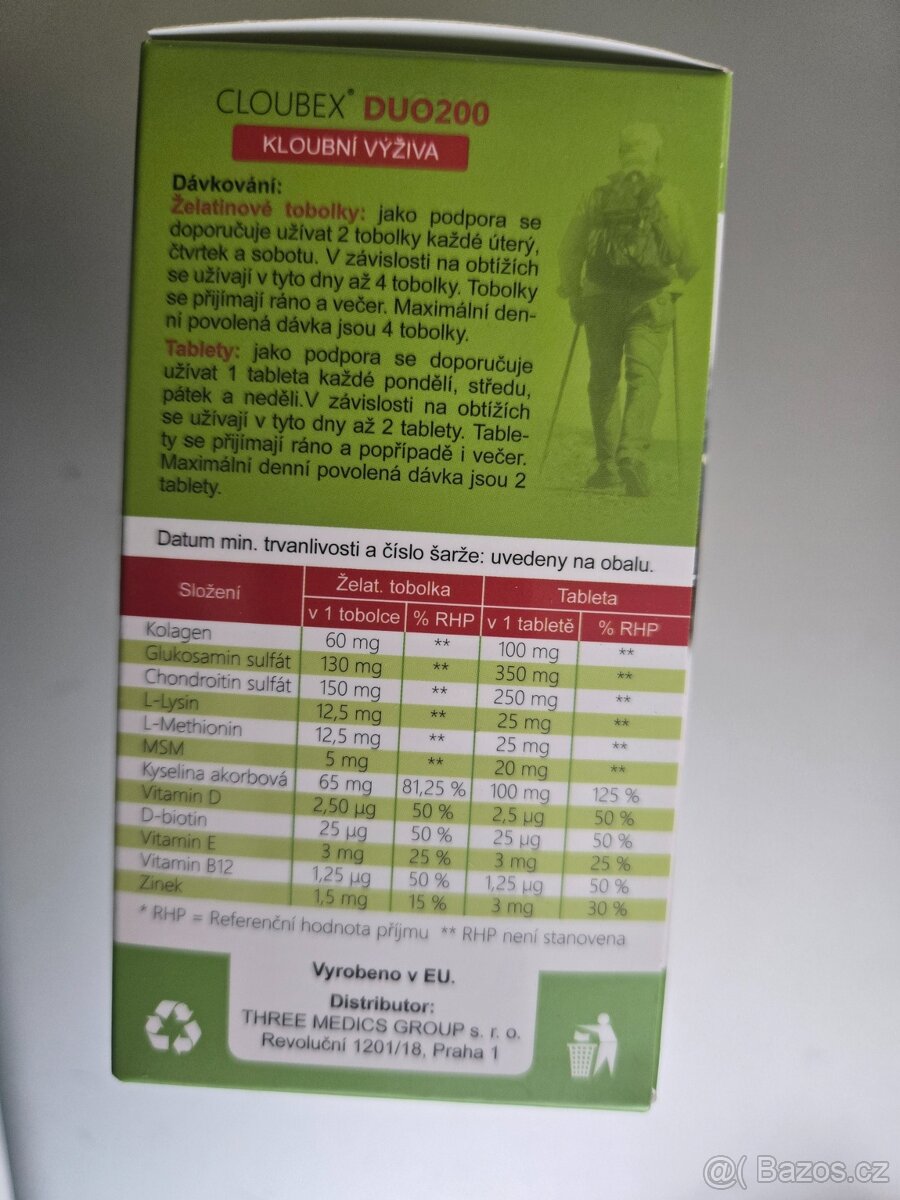 CLOUBEX® DUO200
KLOUBNÍ VÝŽIVA
Dávkování:
Želatinové tobolky: jako podpora se
doporučuje užívat 2 tobolky každé úterý,
čtvrtek a sobotu. V závislosti na obtížích
se užívají v tyto dny až 4 tobolky. Tobolky
se přijímají ráno a večer. Maximální den-
ní povolená dávka jsou 4 tobolky.
Tablety: jako podpora se doporučuje
užívat 1 tableta každé pondělí, středu,
pátek a neděli.V závislosti na obtížích
se užívají v tyto dny až 2 tablety. Table-
ty se přijímají ráno a popřípadě i večer.
Maximální denní povolená dávka jsou 2
tablety.
Datum min. trvanlivosti a číslo šarže: uvedeny na obalu.
Složení Želat. tobolka Tableta
v 1 tobolce % RHP v 1 tabletě % RHP
Kolagen 60 mg ** 100 mg **
Glukosamin sulfát 130 mg ** 350 mg **
Chondroitin sulfát 150 mg ** 250 mg **
L-Lysin 12,5 mg ** 25 mg **
L-Methionin 12,5 mg ** 25 mg **
MSM 5 mg ** 20 mg **
Kyselina akorbová 65 mg 81,25 % 100 mg 125 %
Vitamin D 2,50 µg 50 % 2,5 µg 50 %
D-biotin 25 µg 50 % 25 µg 50 %
Vitamin E 3 mg 25 % 3 mg 25 %
Vitamin B12 1,25 µg 50 % 1,25 µg 50 %
Zinek 1,5 mg 15 % 3 mg 30 %
* RHP = Referenční hodnota příjmu ** RHP není stanovena
Vyrobeno v EU.
Distributor:
THREE MEDICS GROUP s. r. o.
Revoluční 1201/18, Praha 1
@( Bazos.cz